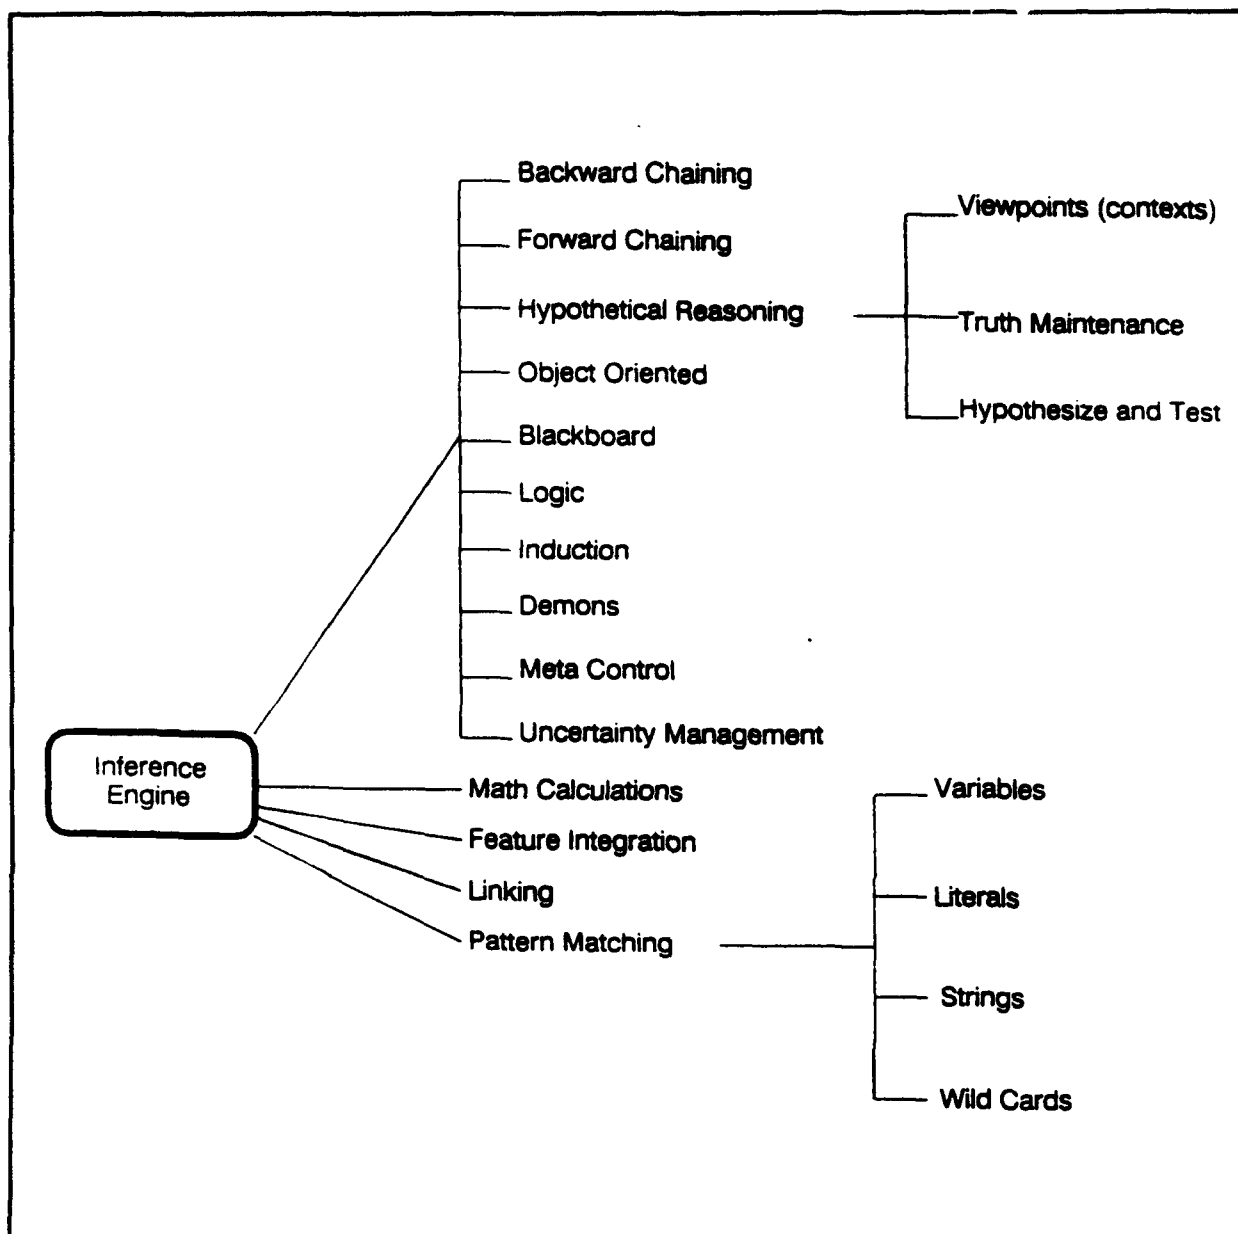 Backward Chaining
Forward Chaining
Hypothetical Reasoning
Object Oriented
Blackboard
Logic
Induction
Demons
Meta Control
Uncertainty Management
Viewpoints (contexts)
Truth Maintenance
Hypothesize and Test
Inference
Engine
Math Calculations
Feature Integration
Linking
Pattern Matching
Variables
Literals
Strings
Wild Cards